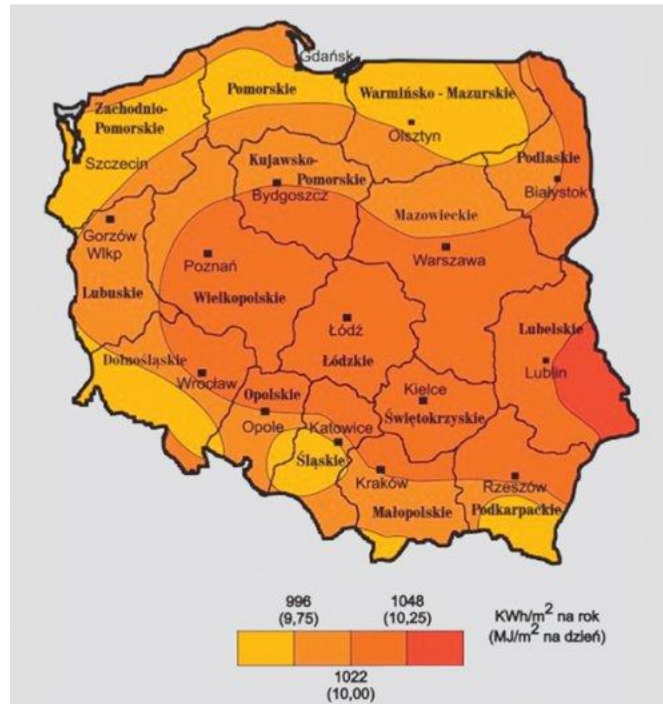 Gdańsk
Pomorskie
Warmińsko - Mazurskie
Zachodnio-
Pomorskie
Olsztyn
Szczecin
Kujawsko-
Pomorskie
Podlaskie
Bydgoszcz
Białystok
Mazowieckie
Gorzów
Wlkp
Poznań
Warszawa
Lubuskie
Wielkopolskie
Łódź
Lubelskie
Dolnośląskie
Łódzkie
Lublin
Wrocław
Opolskie
Kielce
Opole
Katowice
Świętokrzyskie
Śląskie
Kraków
Rzeszów
Małopolskie
Podkarpackie
996
(9,75)
1048
(10,25)
KWh/m² na rok
(MJ/m² na dzień)
1022
(10,00)